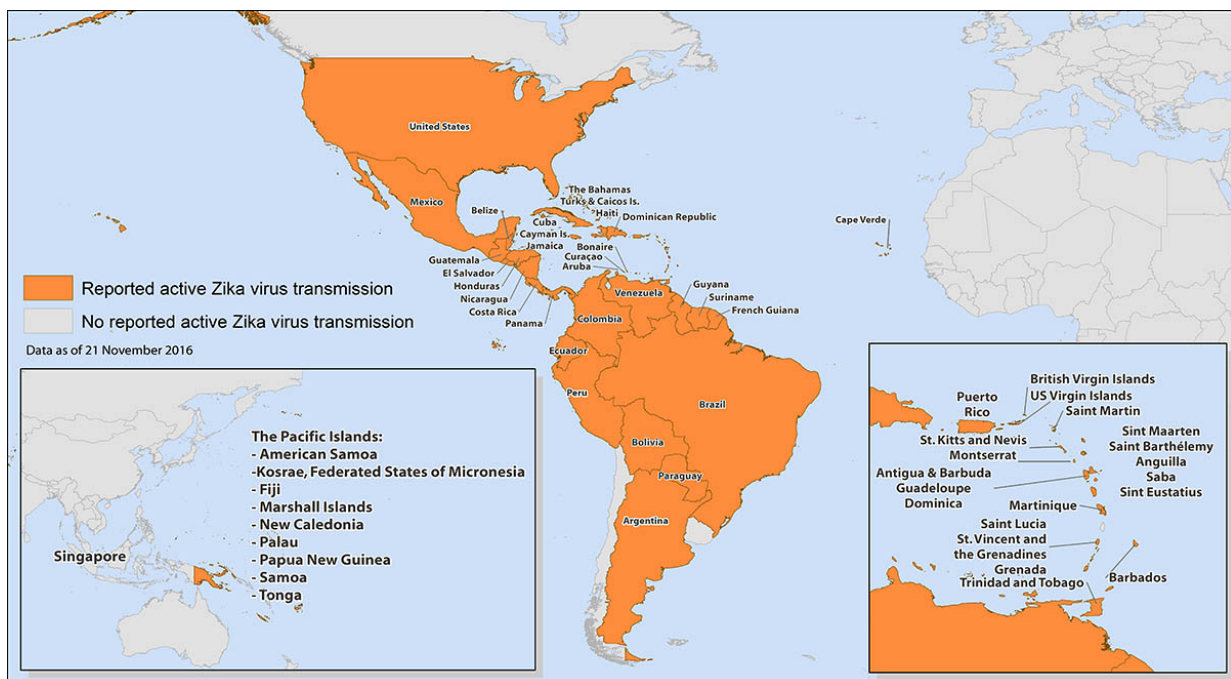 United States
Mexico
The Bahamas
Turks & Caicos Is.
Haiti
Dominican Republic
Belize
Cuba
Cayman Is.
Jamaica
Bonaire
Curaçao
Aruba
Cape Verde
Guatemala
El Salvador
Honduras
Nicaragua
Costa Rica
Panama
Venezuela
Colombia
Guyana
Suriname
French Guiana
Ecuador
Peru
Brazil
Bolivia
Paraguay
Argentina
Reported active Zika virus transmission
No reported active Zika virus transmission
Data as of 21 November 2016
The Pacific Islands:
- American Samoa
-Kosrae, Federated States of Micronesia
- Fiji
- Marshall Islands
- New Caledonia
- Palau
- Papua New Guinea
- Samoa
- Tonga
Singapore
British Virgin Islands
US Virgin Islands
Saint Martin
Puerto
Rico
St. Kitts and Nevis
Montserrat
Sint Maarten
Saint Barthélemy
Anguilla
Saba
Sint Eustatius
Antigua & Barbuda
Guadeloupe
Dominica
Martinique
Saint Lucia
St. Vincent and
the Grenadines
Grenada
Trinidad and Tobago
Barbados